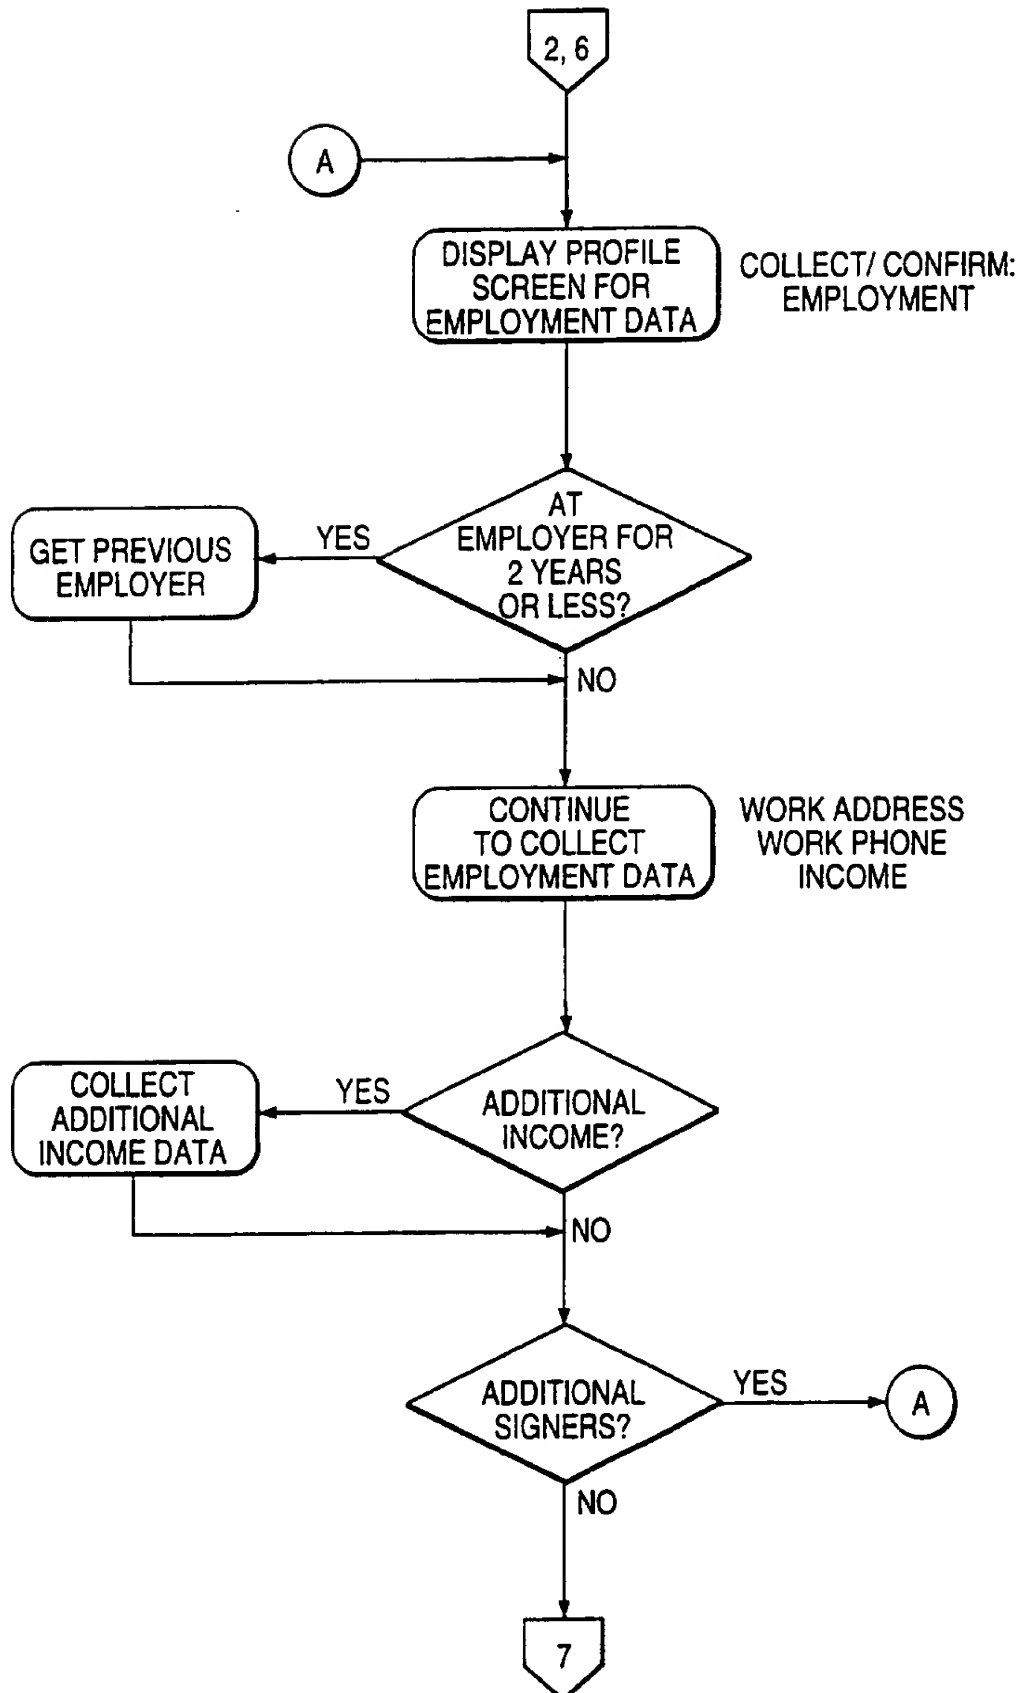 2, 6
A
DISPLAY PROFILE
SCREEN FOR
EMPLOYMENT DATA
COLLECT/ CONFIRM:
EMPLOYMENT
AT
EMPLOYER FOR
2 YEARS
OR LESS?
YES
GET PREVIOUS
EMPLOYER
NO
CONTINUE
TO COLLECT
EMPLOYMENT DATA
WORK ADDRESS
WORK PHONE
INCOME
ADDITIONAL
INCOME?
YES
COLLECT
ADDITIONAL
INCOME DATA
NO
ADDITIONAL
SIGNERS?
YES
A
NO
7